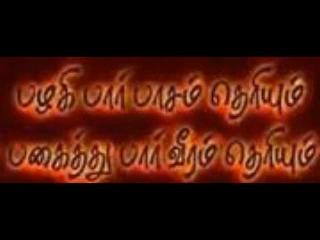 பழகி பார் பாசம் தெரியும்
பகைத்து பார் வீரம் தெரியும்